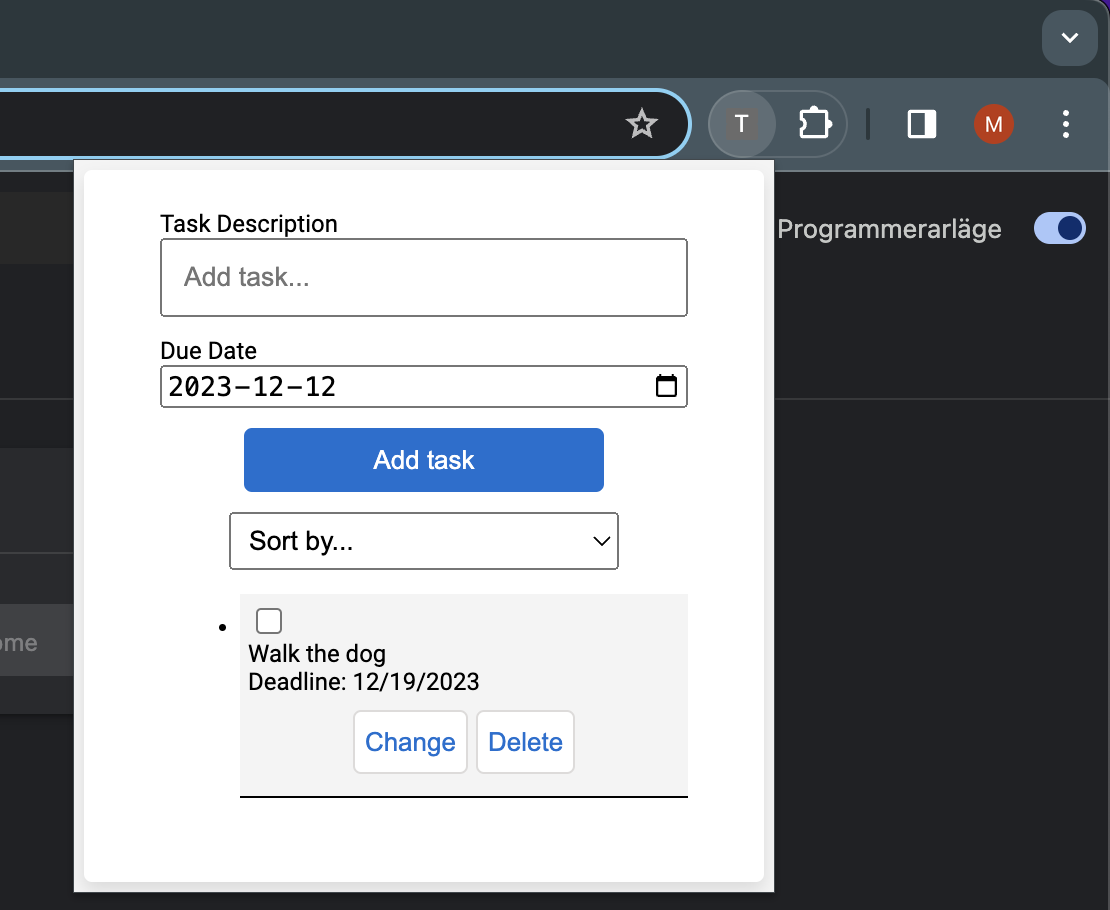 T
M
Programmerarläge
Task Description
Add task...
Due Date
2023-12-12
Add task
Sort by...
Walk the dog
Deadline: 12/19/2023
Change Delete
ome